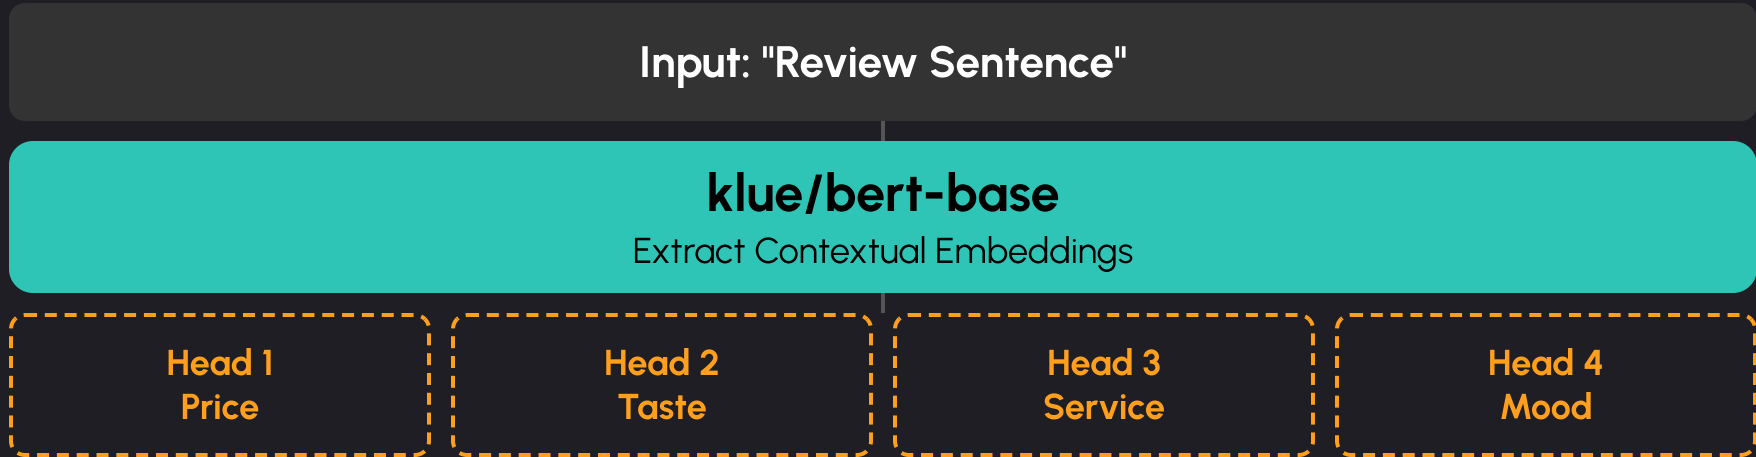 Input: "Review Sentence"
klue/bert-base
Extract Contextual Embeddings
Head 1
Price
Head 2
Taste
Head 3
Service
Head 4
Mood